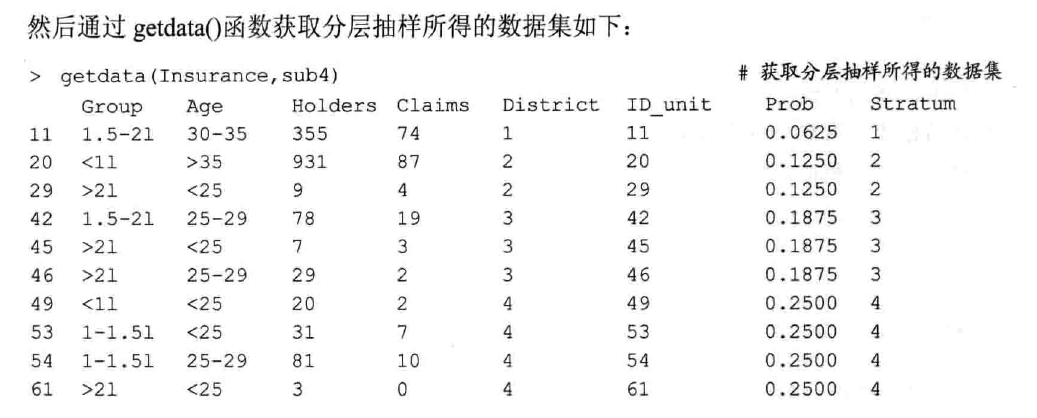 然后通过 getdata()函数获取分层抽样所得的数据集如下：
> getdata(Insurance,sub4) # 获取分层抽样所得的数据集
Group Age Holders Claims District ID_unit Prob Stratum
11 1.5-2l 30-35 355 74 1 11 0.0625 1
20 <1l >35 931 87 2 20 0.1250 2
29 >2l <25 9 4 2 29 0.1250 2
42 1.5-2l 25-29 78 19 3 42 0.1875 3
45 >2l <25 7 3 3 45 0.1875 3
46 >2l 25-29 29 2 3 46 0.1875 3
49 <1l <25 20 2 4 49 0.2500 4
53 1-1.5l <25 31 7 4 53 0.2500 4
54 1-1.5l 25-29 81 10 4 54 0.2500 4
61 >2l <25 3 0 4 61 0.2500 4